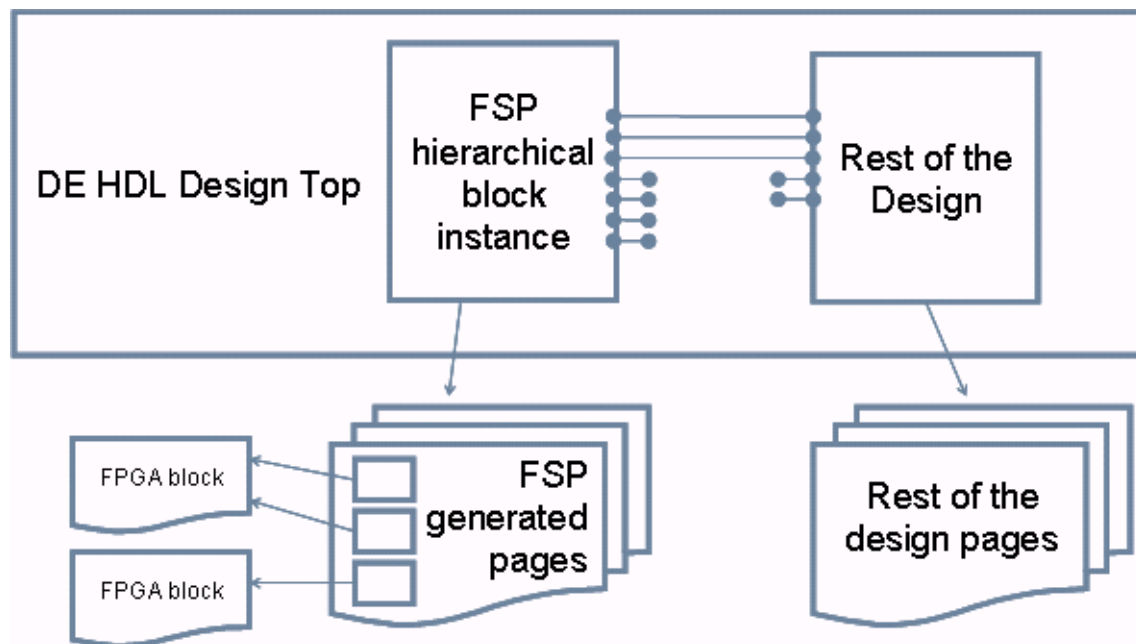 DE HDL Design Top
FSP
hierarchical
block
instance
Rest of the
Design
FPGA block
FPGA block
FSP
generated
pages
Rest of the
design pages